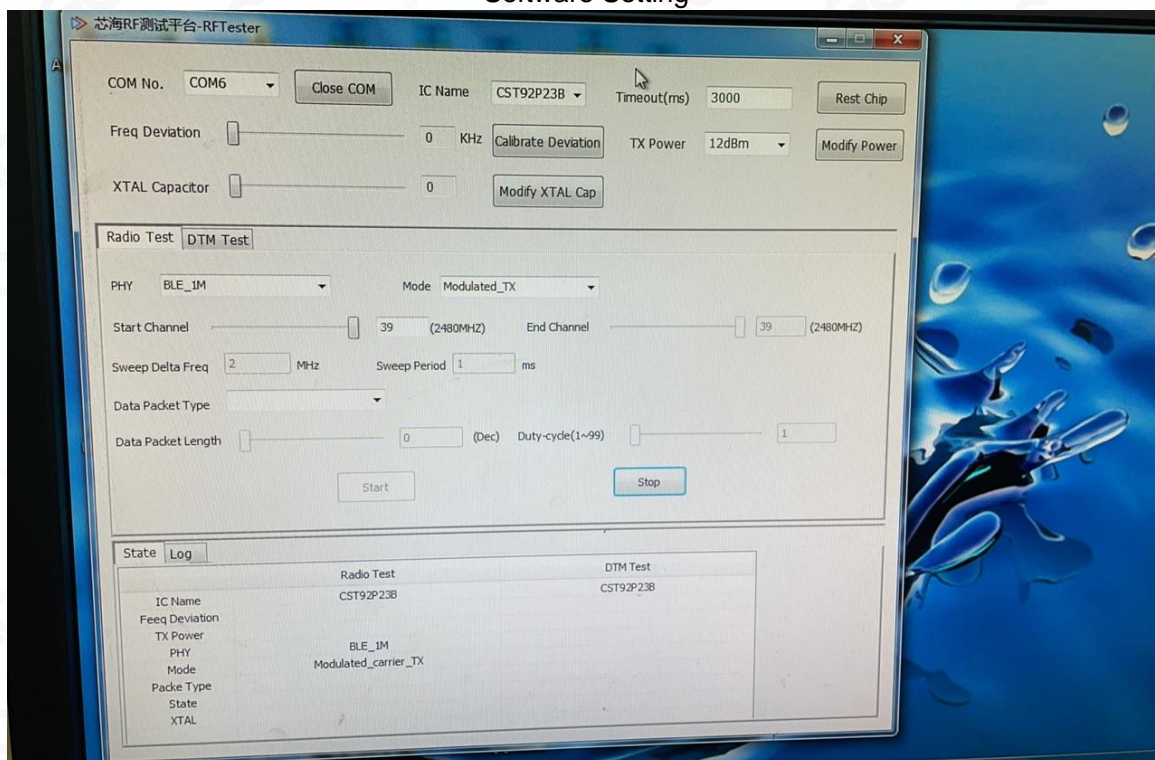 Software Setting
芯海RF测试平台-RFTester
COM No. COM6 Close COM IC Name CST92P23B Timeout(ms) 3000 Rest Chip
Freq Deviation 0 KHz Calibrate Deviation TX Power 12dBm Modify Power
XTAL Capacitor 0 Modify XTAL Cap
Radio Test DTM Test
PHY BLE_1M Mode Modulated_TX
Start Channel 39 (2480MHZ) End Channel 39 (2480MHZ)
Sweep Delta Freq 2 MHz Sweep Period 1 ms
Data Packet Type
Data Packet Length 0 (Dec) Duty-cycle(1~99) 1
Start Stop
State Log
Radio Test DTM Test
IC Name CST92P23B CST92P23B
Feeq Deviation
TX Power
PHY BLE_1M
Mode Modulated_carrier_TX
Packe Type
State
XTAL